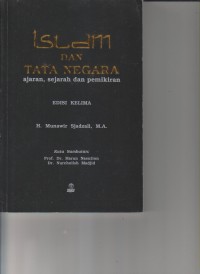 Islam
DAN
TATA NEGARA
ajaran, sejarah dan pemikiran
EDISI KELIMA
H. Munawir Sjadzali, M.A.
Kata Sambutan:
Prof. Dr. Harun Nasution
Dr. Nurcholish Madjid